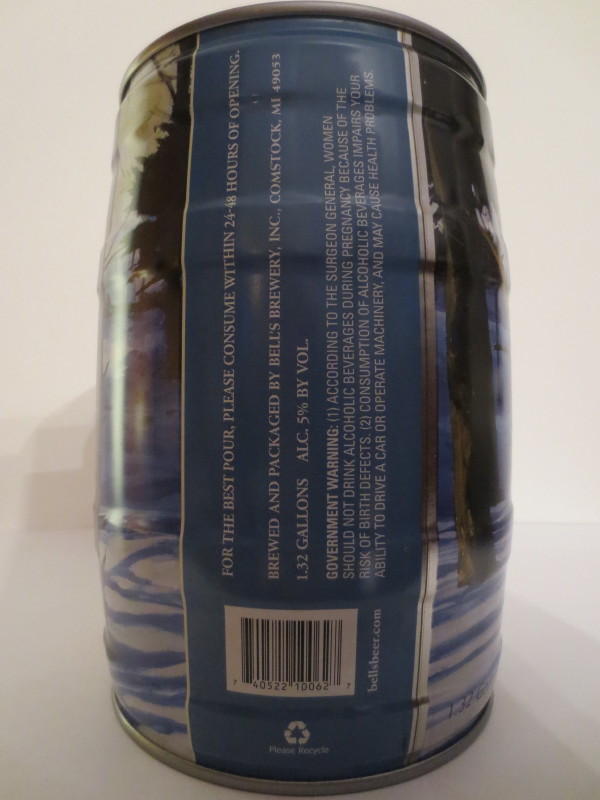 FOR THE BEST POUR, PLEASE CONSUME WITHIN 24-48 HOURS OF OPENING.
BREWED AND PACKAGED BY BELL'S BREWERY, INC., COMSTOCK, MI 49053
1.32 GALLONS ALC. 5% BY VOL.
GOVERNMENT WARNING: (1) ACCORDING TO THE SURGEON GENERAL, WOMEN
SHOULD NOT DRINK ALCOHOLIC BEVERAGES DURING PREGNANCY BECAUSE OF THE
RISK OF BIRTH DEFECTS. (2) CONSUMPTION OF ALCOHOLIC BEVERAGES IMPAIRS YOUR
ABILITY TO DRIVE A CAR OR OPERATE MACHINERY, AND MAY CAUSE HEALTH PROBLEMS.
7 40522 10062 7
bellsbeer.com
Please Recycle
1.32